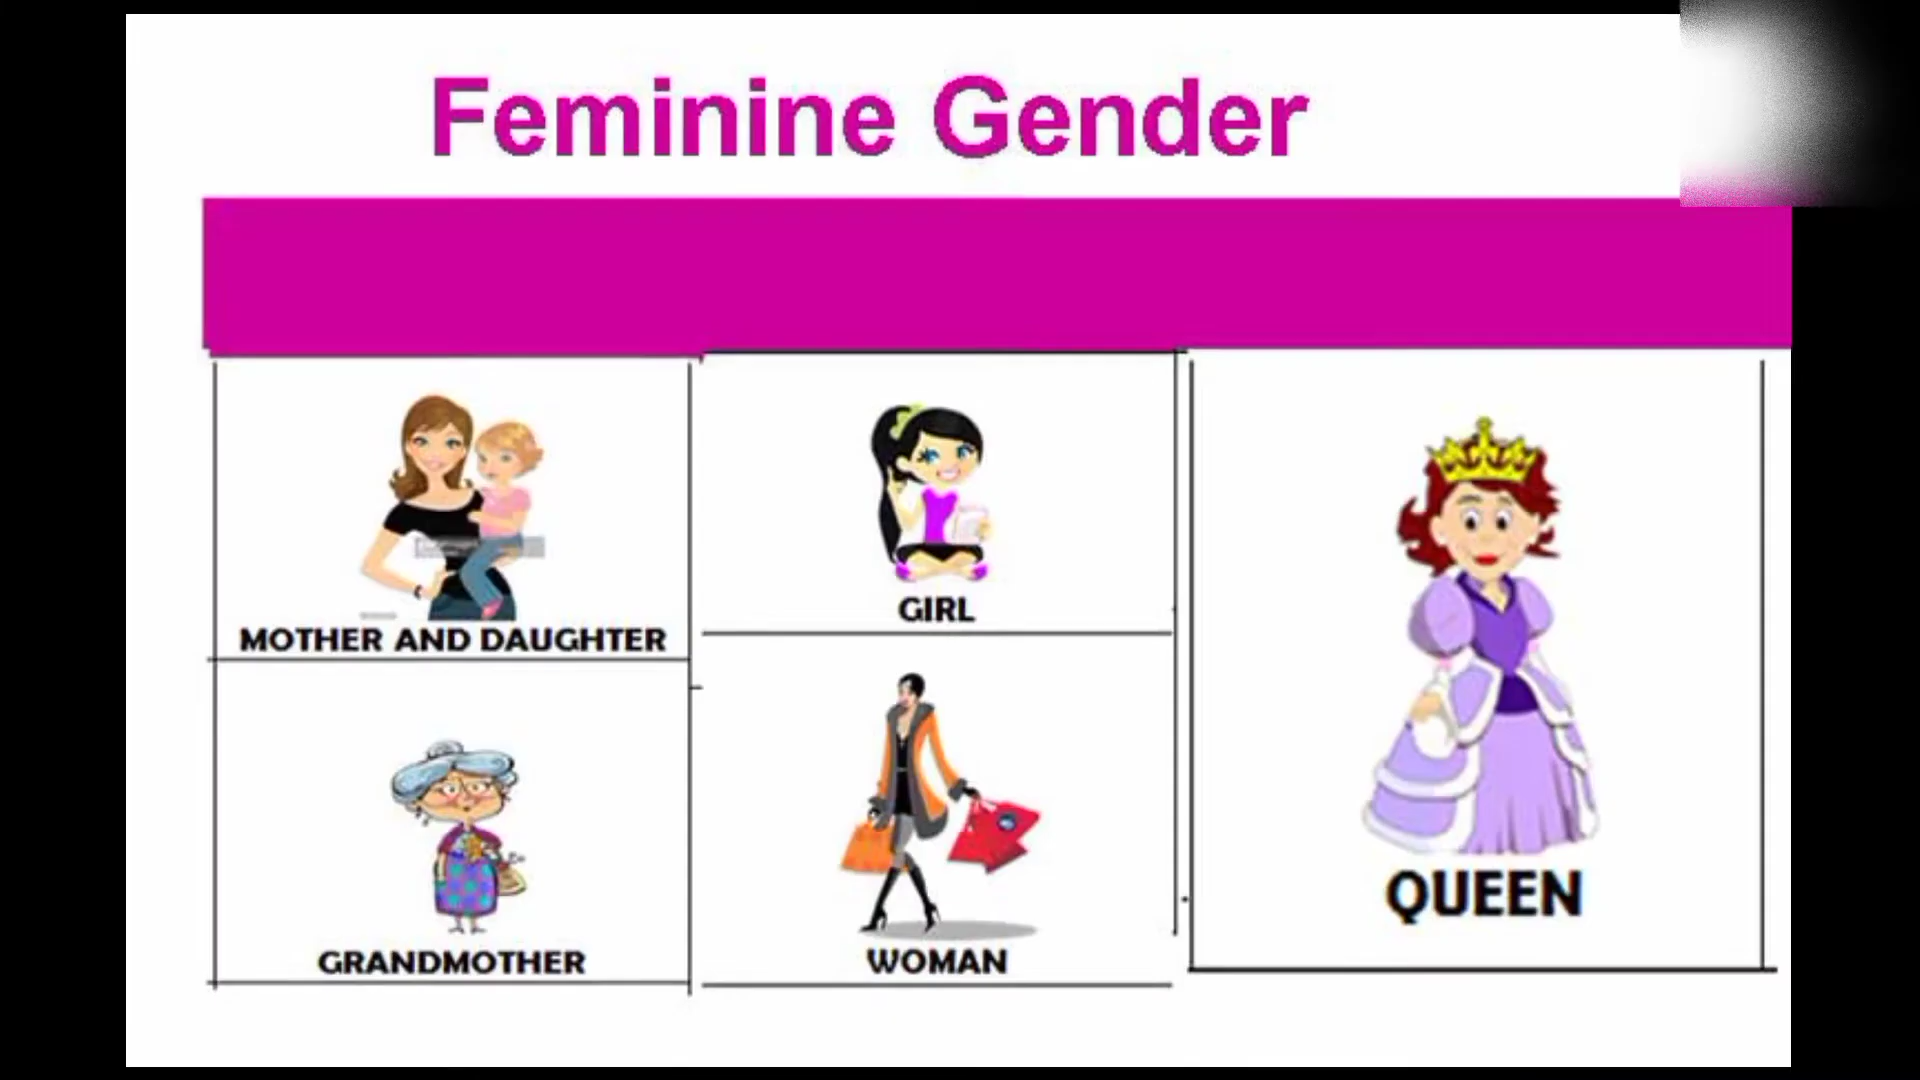 Feminine Gender
MOTHER AND DAUGHTER
GIRL
QUEEN
GRANDMOTHER
WOMAN